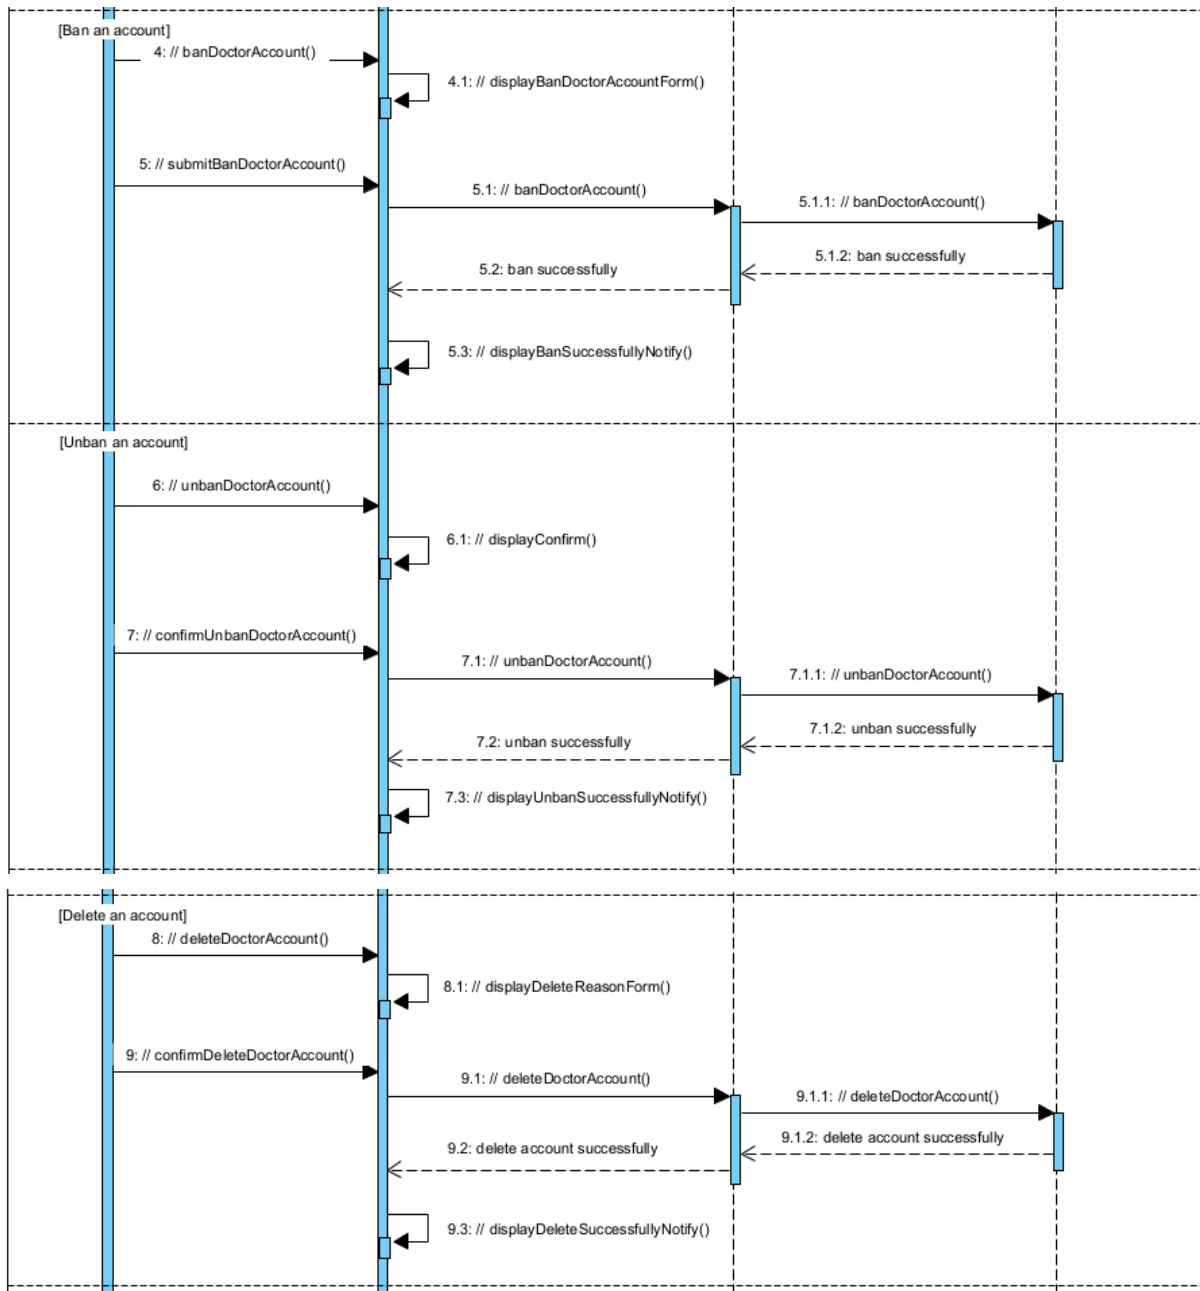 [Ban an account]
4: // banDoctorAccount()
4.1: // displayBanDoctorAccountForm()
5: // submitBanDoctorAccount()
5.1: // banDoctorAccount()
5.1.1: // banDoctorAccount()
5.1.2: ban successfully
5.2: ban successfully
5.3: // displayBanSuccessfullyNotify()
[Unban an account]
6: // unbanDoctorAccount()
6.1: // displayConfirm()
7: // confirmUnbanDoctorAccount()
7.1: // unbanDoctorAccount()
7.1.1: // unbanDoctorAccount()
7.1.2: unban successfully
7.2: unban successfully
7.3: // displayUnbanSuccessfullyNotify()
[Delete an account]
8: // deleteDoctorAccount()
8.1: // displayDeleteReasonForm()
9: // confirmDeleteDoctorAccount()
9.1: // deleteDoctorAccount()
9.1.1: // deleteDoctorAccount()
9.1.2: delete account successfully
9.2: delete account successfully
9.3: // displayDeleteSuccessfullyNotify()